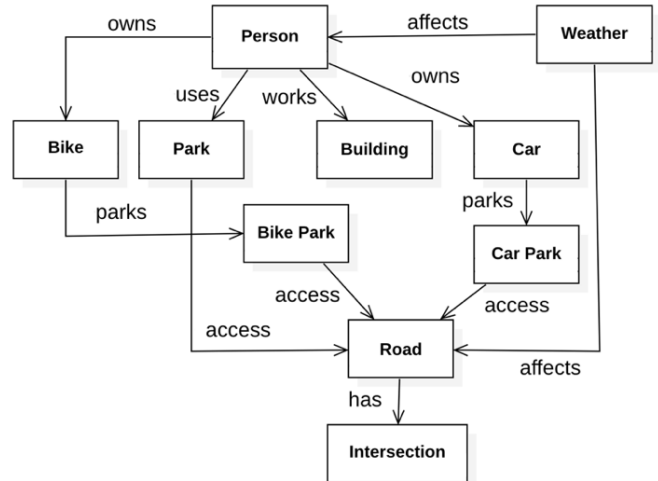 owns
Person
affects
Weather
owns
uses
works
Bike
Park
Building
Car
parks
parks
Bike Park
Car Park
access
access
access
Road
affects
has
Intersection